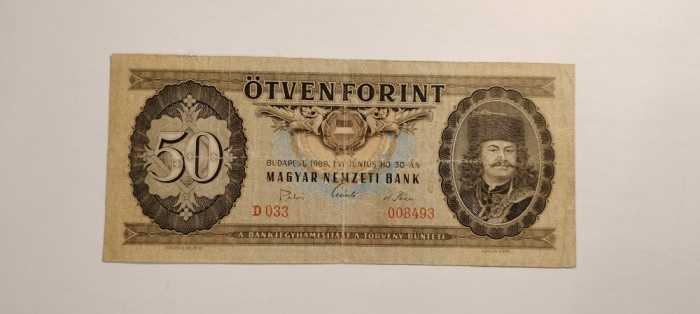 ÖTVEN FORINT
50
BUDAPEST, 1969. ÉVI JÚNIUS HÓ 30-ÁN
MAGYAR NEMZETI BANK
D 033 008493
A BANKJEGYHAMISÍTÁST A TÖRVÉNY BÜNTETI